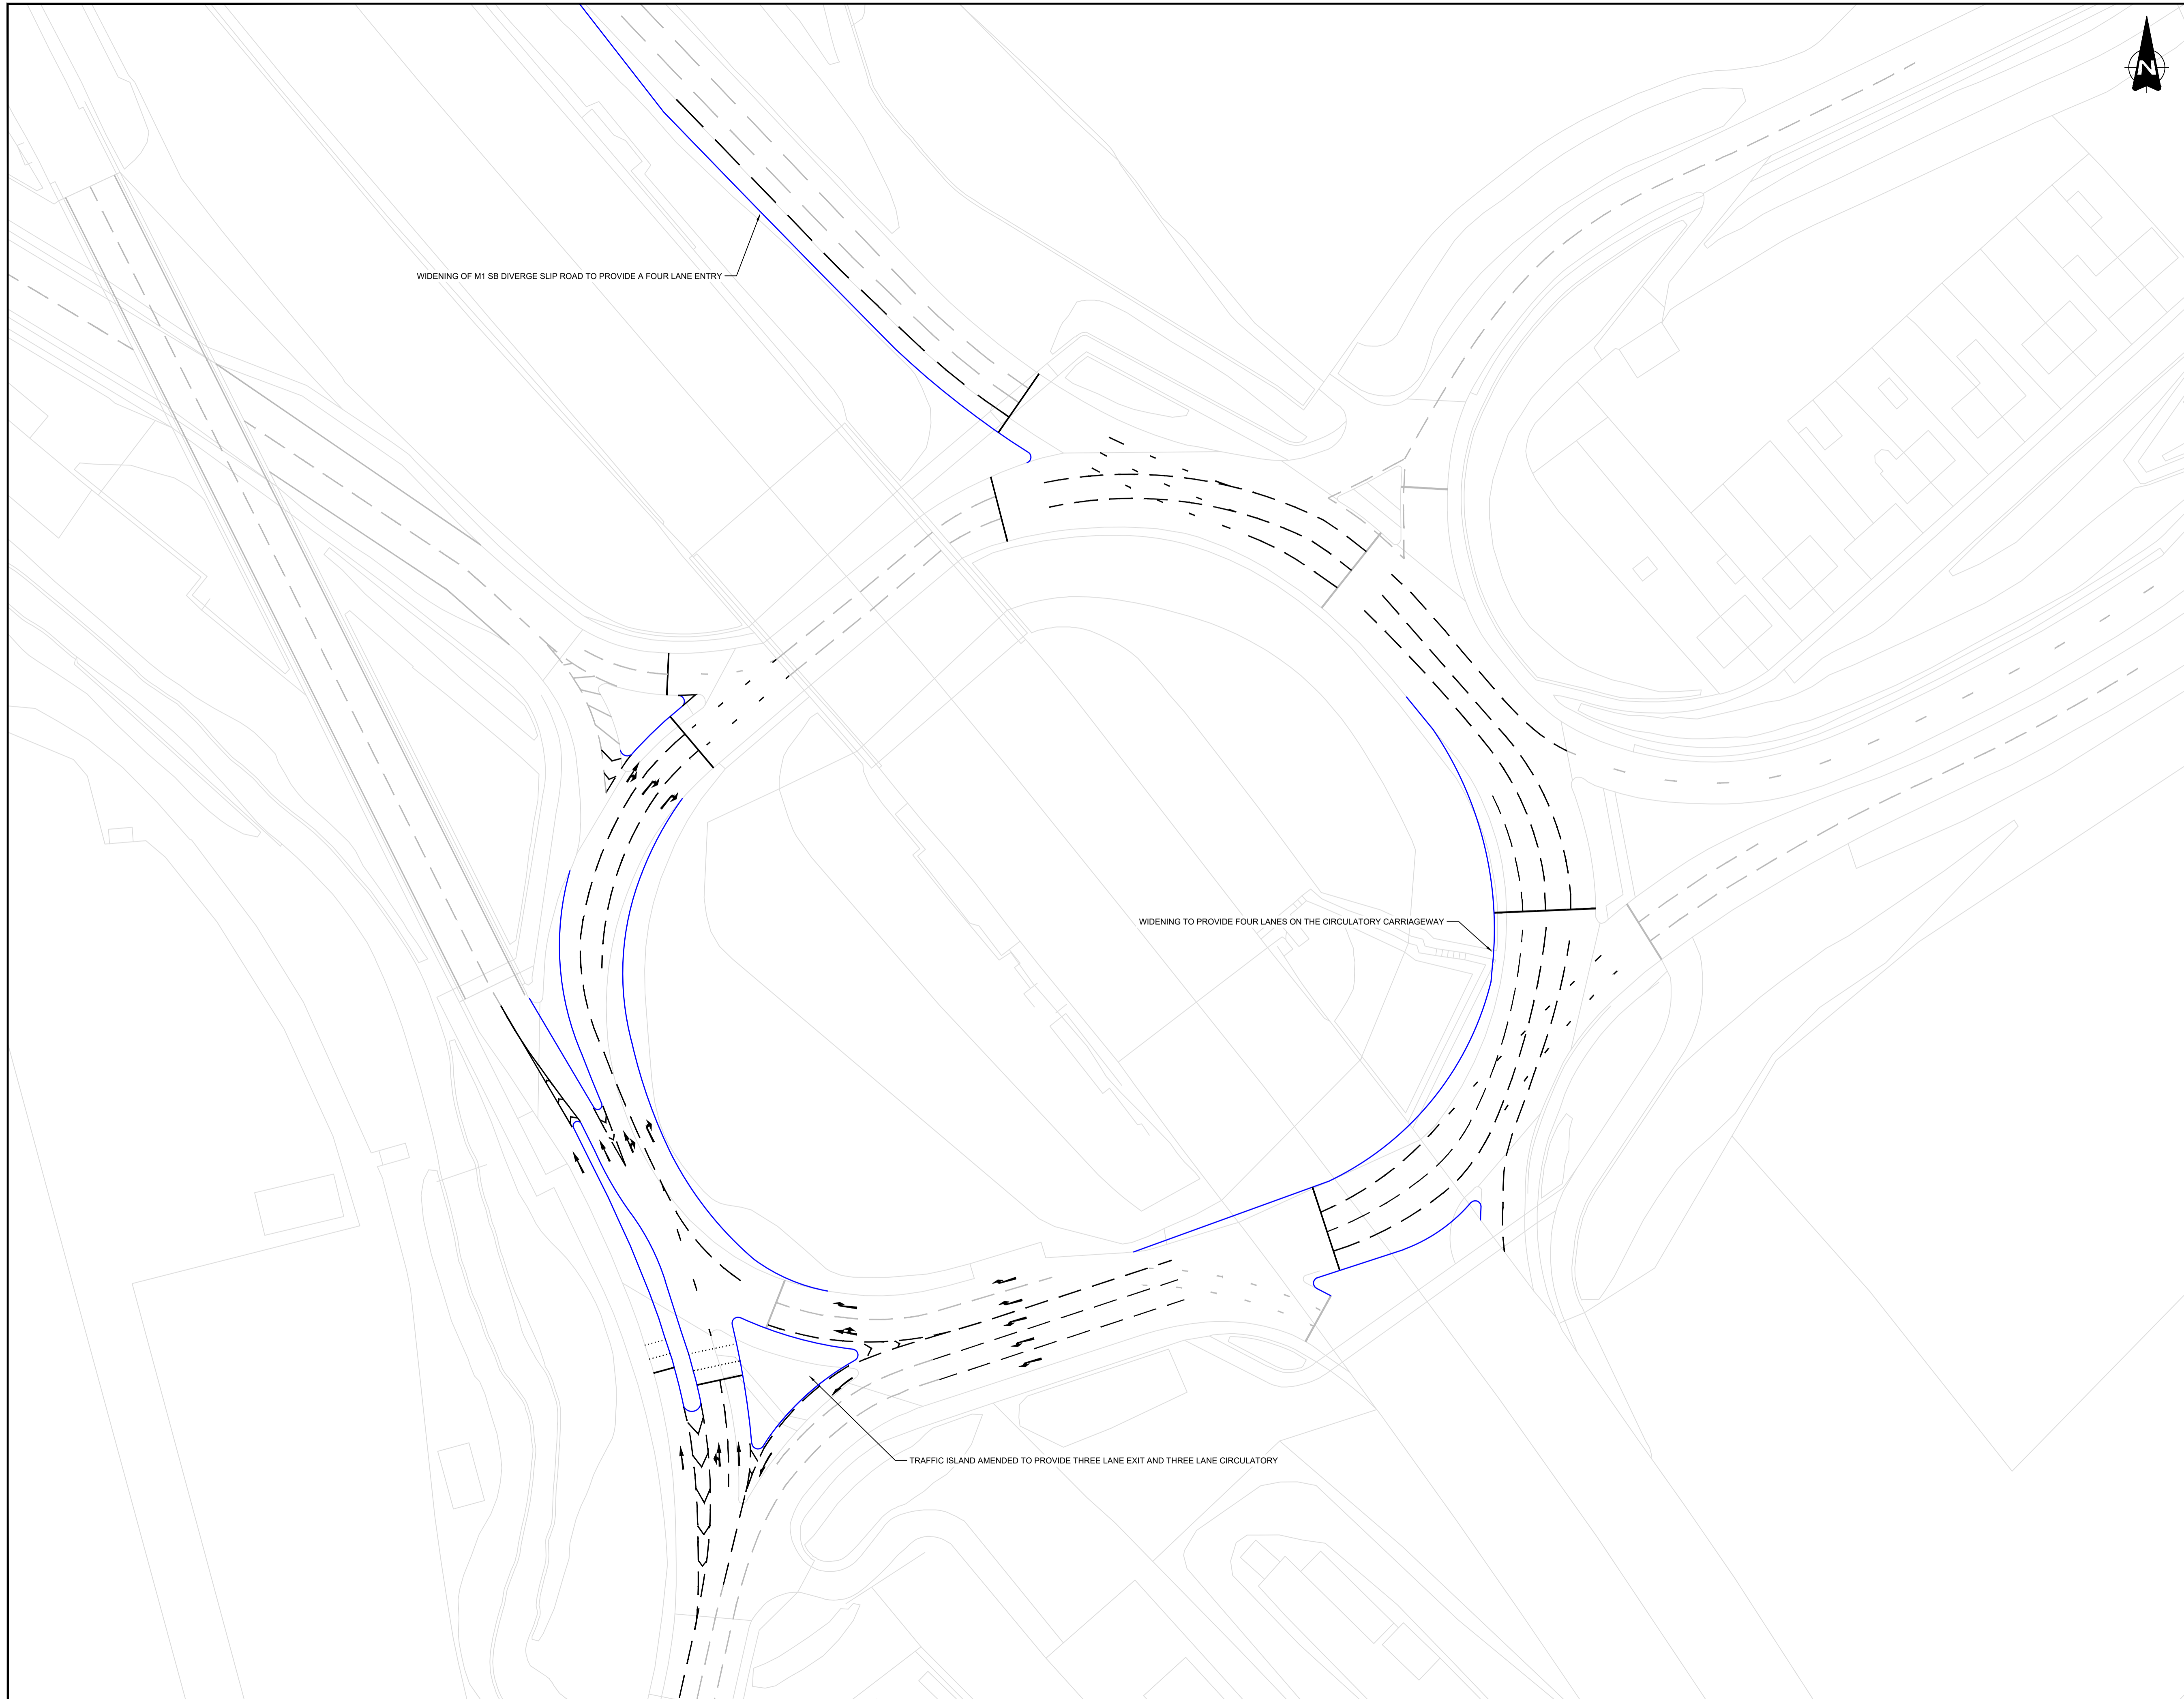 N
WIDENING OF M1 SB DIVERGE SLIP ROAD TO PROVIDE A FOUR LANE ENTRY
WIDENING TO PROVIDE FOUR LANES ON THE CIRCULATORY CARRIAGEWAY
TRAFFIC ISLAND AMENDED TO PROVIDE THREE LANE EXIT AND THREE LANE CIRCULATORY